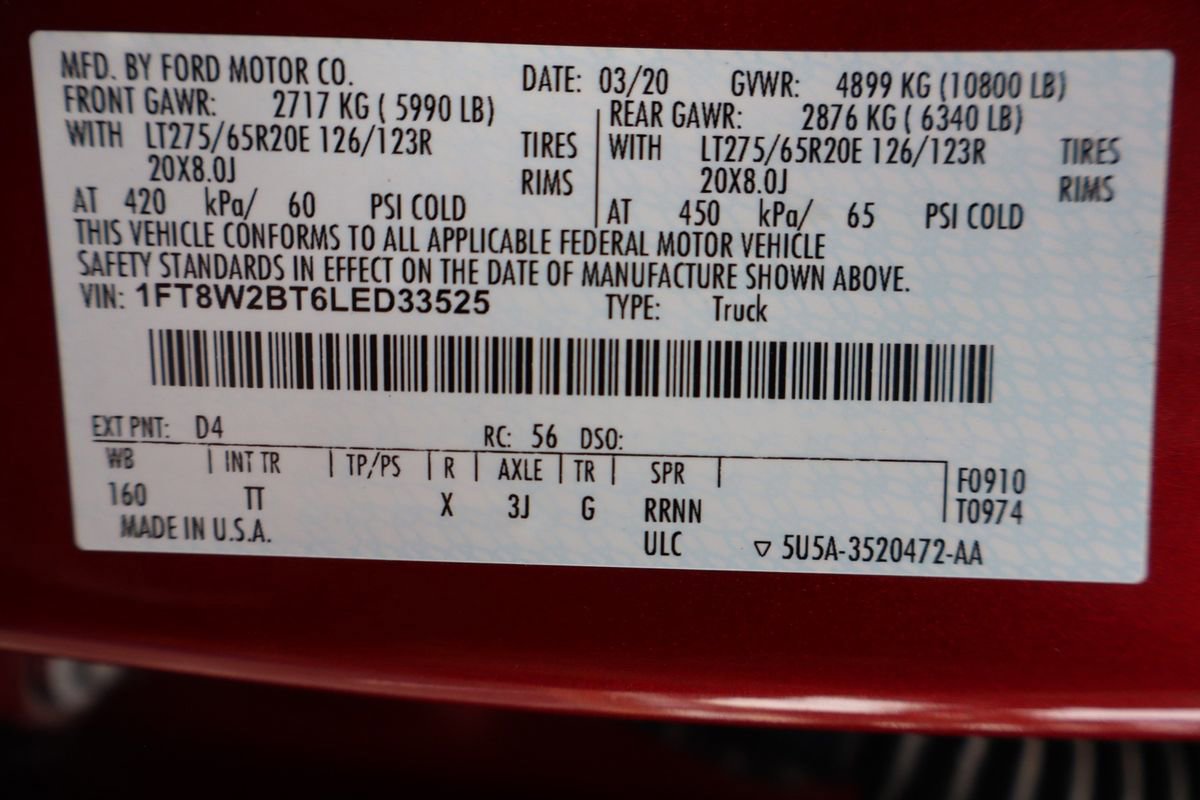 MFD. BY FORD MOTOR CO. DATE: 03/20 GVWR: 4899 KG (10800 LB)
FRONT GAWR: 2717 KG ( 5990 LB) REAR GAWR: 2876 KG ( 6340 LB)
WITH LT275/65R20E 126/123R TIRES WITH LT275/65R20E 126/123R TIRES
20X8.0J RIMS 20X8.0J RIMS
AT 420 kPa/ 60 PSI COLD AT 450 kPa/ 65 PSI COLD
THIS VEHICLE CONFORMS TO ALL APPLICABLE FEDERAL MOTOR VEHICLE
SAFETY STANDARDS IN EFFECT ON THE DATE OF MANUFACTURE SHOWN ABOVE.
VIN: 1FT8W2BT6LED33525 TYPE: Truck
EXT PNT: D4 RC: 56 DSO:
WB INT TR TP/PS R AXLE TR SPR F0910
160 TT X 3J G RRNN T0974
MADE IN U.S.A. ULC ▽ 5U5A-3520472-AA